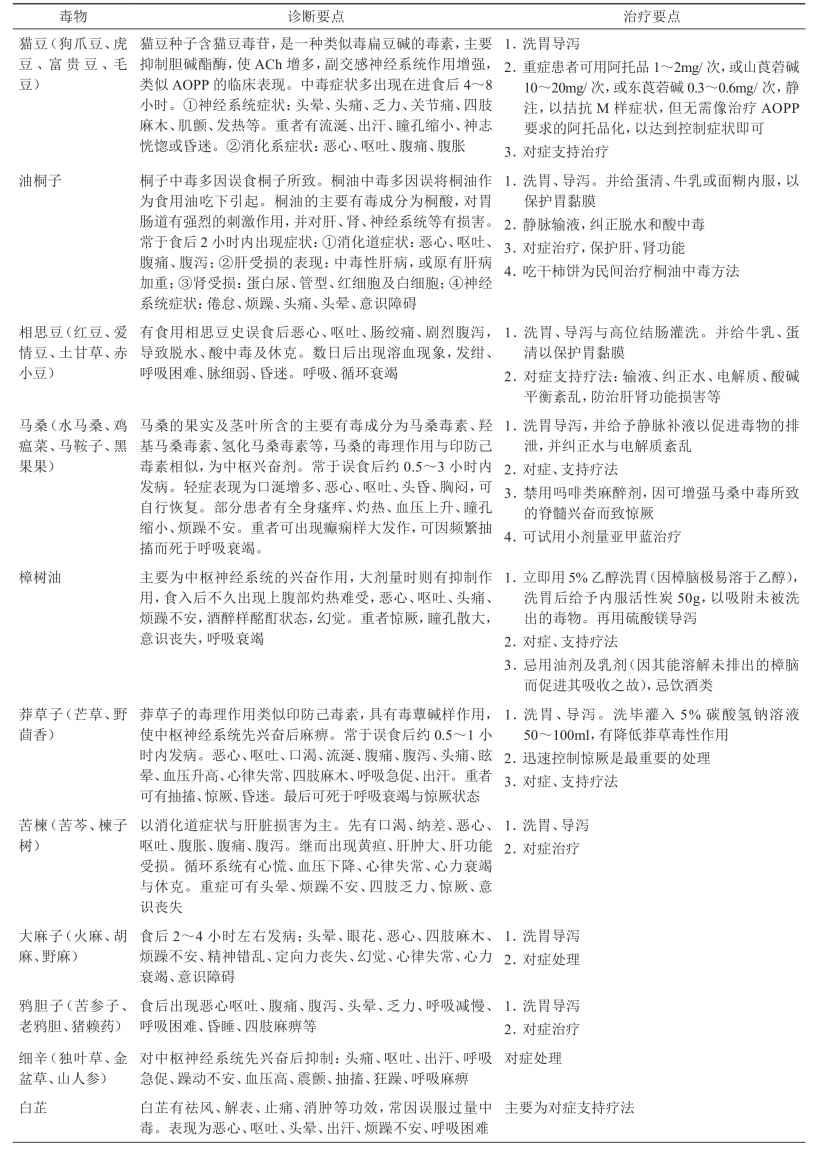 毒物 诊断要点 治疗要点
猫豆（狗爪豆、虎
豆、富贵豆、毛
豆）
猫豆种子含猫豆毒苷，是一种类似毒扁豆碱的毒素，主要
抑制胆碱酯酶，使 ACh 增多，副交感神经系统作用增强，
类似 AOPP 的临床表现。中毒症状多出现在进食后 4～8
小时。①神经系统症状：头晕、头痛、乏力、关节痛、四肢
麻木、肌颤、发热等。重者有流涎、出汗、瞳孔缩小、神志
恍惚或昏迷。②消化系症状：恶心、呕吐、腹痛、腹胀
1. 洗胃导泻
2. 重症患者可用阿托品 1～2mg/ 次，或山莨菪碱
10～20mg/ 次，或东莨菪碱 0.3～0.6mg/ 次，静
注，以拮抗 M 样症状，但无需像治疗 AOPP
要求的阿托品化，以达到控制症状即可
3. 对症支持治疗
油桐子
桐子中毒多因误食桐子所致。桐油中毒多因误将桐油作
为食用油吃下引起。桐油的主要有毒成分为桐酸，对胃
肠道有强烈的刺激作用，并对肝、肾、神经系统等有损害。
常于食后 2 小时内出现症状：①消化道症状：恶心、呕吐、
腹痛、腹泻；②肝受损的表现：中毒性肝病，或原有肝病
加重；③肾受损：蛋白尿、管型、红细胞及白细胞；④神经
系统症状：倦怠、烦躁、头痛、头晕、意识障碍
1. 洗胃、导泻。并给蛋清、牛乳或面糊内服，以
保护胃黏膜
2. 静脉输液，纠正脱水和酸中毒
3. 对症治疗，保护肝、肾功能
4. 吃干柿饼为民间治疗桐油中毒方法
相思豆（红豆、爱
情豆、土甘草、赤
小豆）
有食用相思豆史误食后恶心、呕吐、肠绞痛、剧烈腹泻，
导致脱水、酸中毒及休克。数日后出现溶血现象，发绀、
呼吸困难、脉细弱、昏迷。呼吸、循环衰竭
1. 洗胃、导泻与高位结肠灌洗。并给牛乳、蛋
清以保护胃黏膜
2. 对症支持疗法：输液、纠正水、电解质、酸碱
平衡紊乱，防治肝肾功能损害等
马桑（水马桑、鸡
瘟菜、马鞍子、黑
果果）
马桑的果实及茎叶所含的主要有毒成分为马桑毒素、羟
基马桑毒素、氢化马桑毒素等，马桑的毒理作用与印防己
毒素相似，为中枢兴奋剂。常于误食后约 0.5～3 小时内
发病。轻症表现为口涎增多、恶心、呕吐、头昏、胸闷，可
自行恢复。部分患者有全身瘙痒、灼热、血压上升、瞳孔
缩小、烦躁不安。重者可出现癫痫样大发作，可因频繁抽
搐而死于呼吸衰竭。
1. 洗胃导泻，并给予静脉补液以促进毒物的排
泄，并纠正水与电解质紊乱
2. 对症、支持疗法
3. 禁用吗啡类麻醉剂，因可增强马桑中毒所致
的脊髓兴奋而致惊厥
4. 可试用小剂量亚甲蓝治疗
樟树油
主要为中枢神经系统的兴奋作用，大剂量时则有抑制作
用，食入后不久出现上腹部灼热难受，恶心、呕吐、头痛、
烦躁不安，酒醉样酩酊状态，幻觉。重者惊厥，瞳孔散大，
意识丧失，呼吸衰竭
1. 立即用 5% 乙醇洗胃（因樟脑极易溶于乙醇），
洗胃后给予内服活性炭 50g，以吸附未被洗
出的毒物。再用硫酸镁导泻
2. 对症、支持疗法
3. 忌用油剂及乳剂（因其能溶解未排出的樟脑
而促进其吸收之故），忌饮酒类
莽草子（芒草、野
茴香）
莽草子的毒理作用类似印防己毒素，具有毒蕈碱样作用，
使中枢神经系统先兴奋后麻痹。常于误食后约 0.5～1 小
时内发病。恶心、呕吐、口渴、流涎、腹痛、腹泻、头痛、眩
晕、血压升高、心律失常、四肢麻木、呼吸急促、出汗。重者
可有抽搐、惊厥、昏迷。最后可死于呼吸衰竭与惊厥状态
1. 洗胃、导泻。洗毕灌入 5% 碳酸氢钠溶液
50～100ml，有降低莽草毒性作用
2. 迅速控制惊厥是最重要的处理
3. 对症、支持疗法
苦楝（苦苓、楝子
树）
以消化道症状与肝脏损害为主。先有口渴、纳差、恶心、
呕吐、腹胀、腹痛、腹泻。继而出现黄疸、肝肿大、肝功能
受损。循环系统有心慌、血压下降、心律失常、心力衰竭
与休克。重症可有头晕、烦躁不安、四肢乏力、惊厥、意
识丧失
1. 洗胃、导泻
2. 对症治疗
大麻子（火麻、胡
麻、野麻）
食后 2～4 小时左右发病；头晕、眼花、恶心、四肢麻木、
烦躁不安、精神错乱、定向力丧失、幻觉、心律失常、心力
衰竭、意识障碍
1. 洗胃导泻
2. 对症处理
鸦胆子（苦参子、
老鸦胆、猪赖药）
食后出现恶心呕吐、腹痛、腹泻、头晕、乏力、呼吸减慢、
呼吸困难、昏睡、四肢麻痹等
1. 洗胃导泻
2. 对症治疗
细辛（独叶草、金
盆草、山人参）
对中枢神经系统先兴奋后抑制：头痛、呕吐、出汗、呼吸
急促、躁动不安、血压高、震颤、抽搐、狂躁、呼吸麻痹
对症处理
白芷
白芷有祛风、解表、止痛、消肿等功效，常因误服过量中
毒。表现为恶心、呕吐、头晕、出汗、烦躁不安、呼吸困难
主要为对症支持疗法